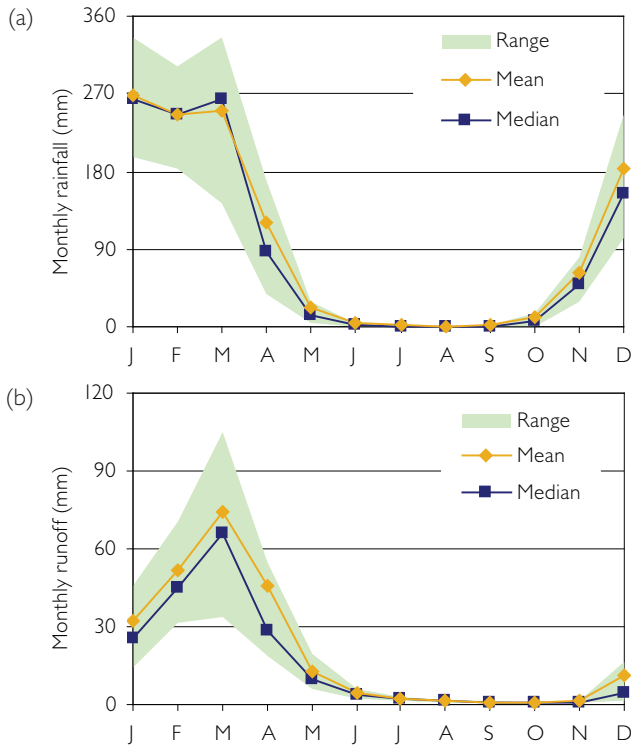 (a)
Monthly rainfall (mm)
360
270
180
90
0
Range
Mean
Median
J F M A M J J A S O N D
(b)
Monthly runoff (mm)
120
90
60
30
0
Range
Mean
Median
J F M A M J J A S O N D